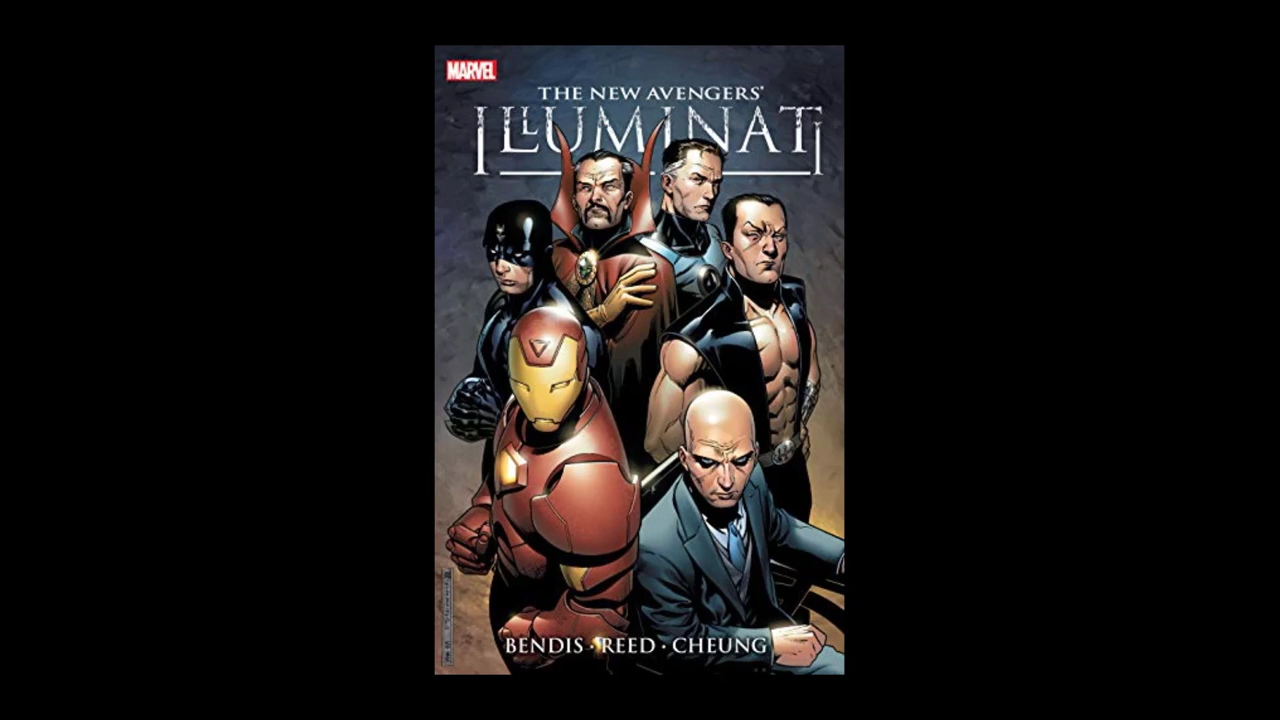 MARVEL
THE NEW AVENGERS'
ILLUMINATI
BENDIS · REED · CHEUNG